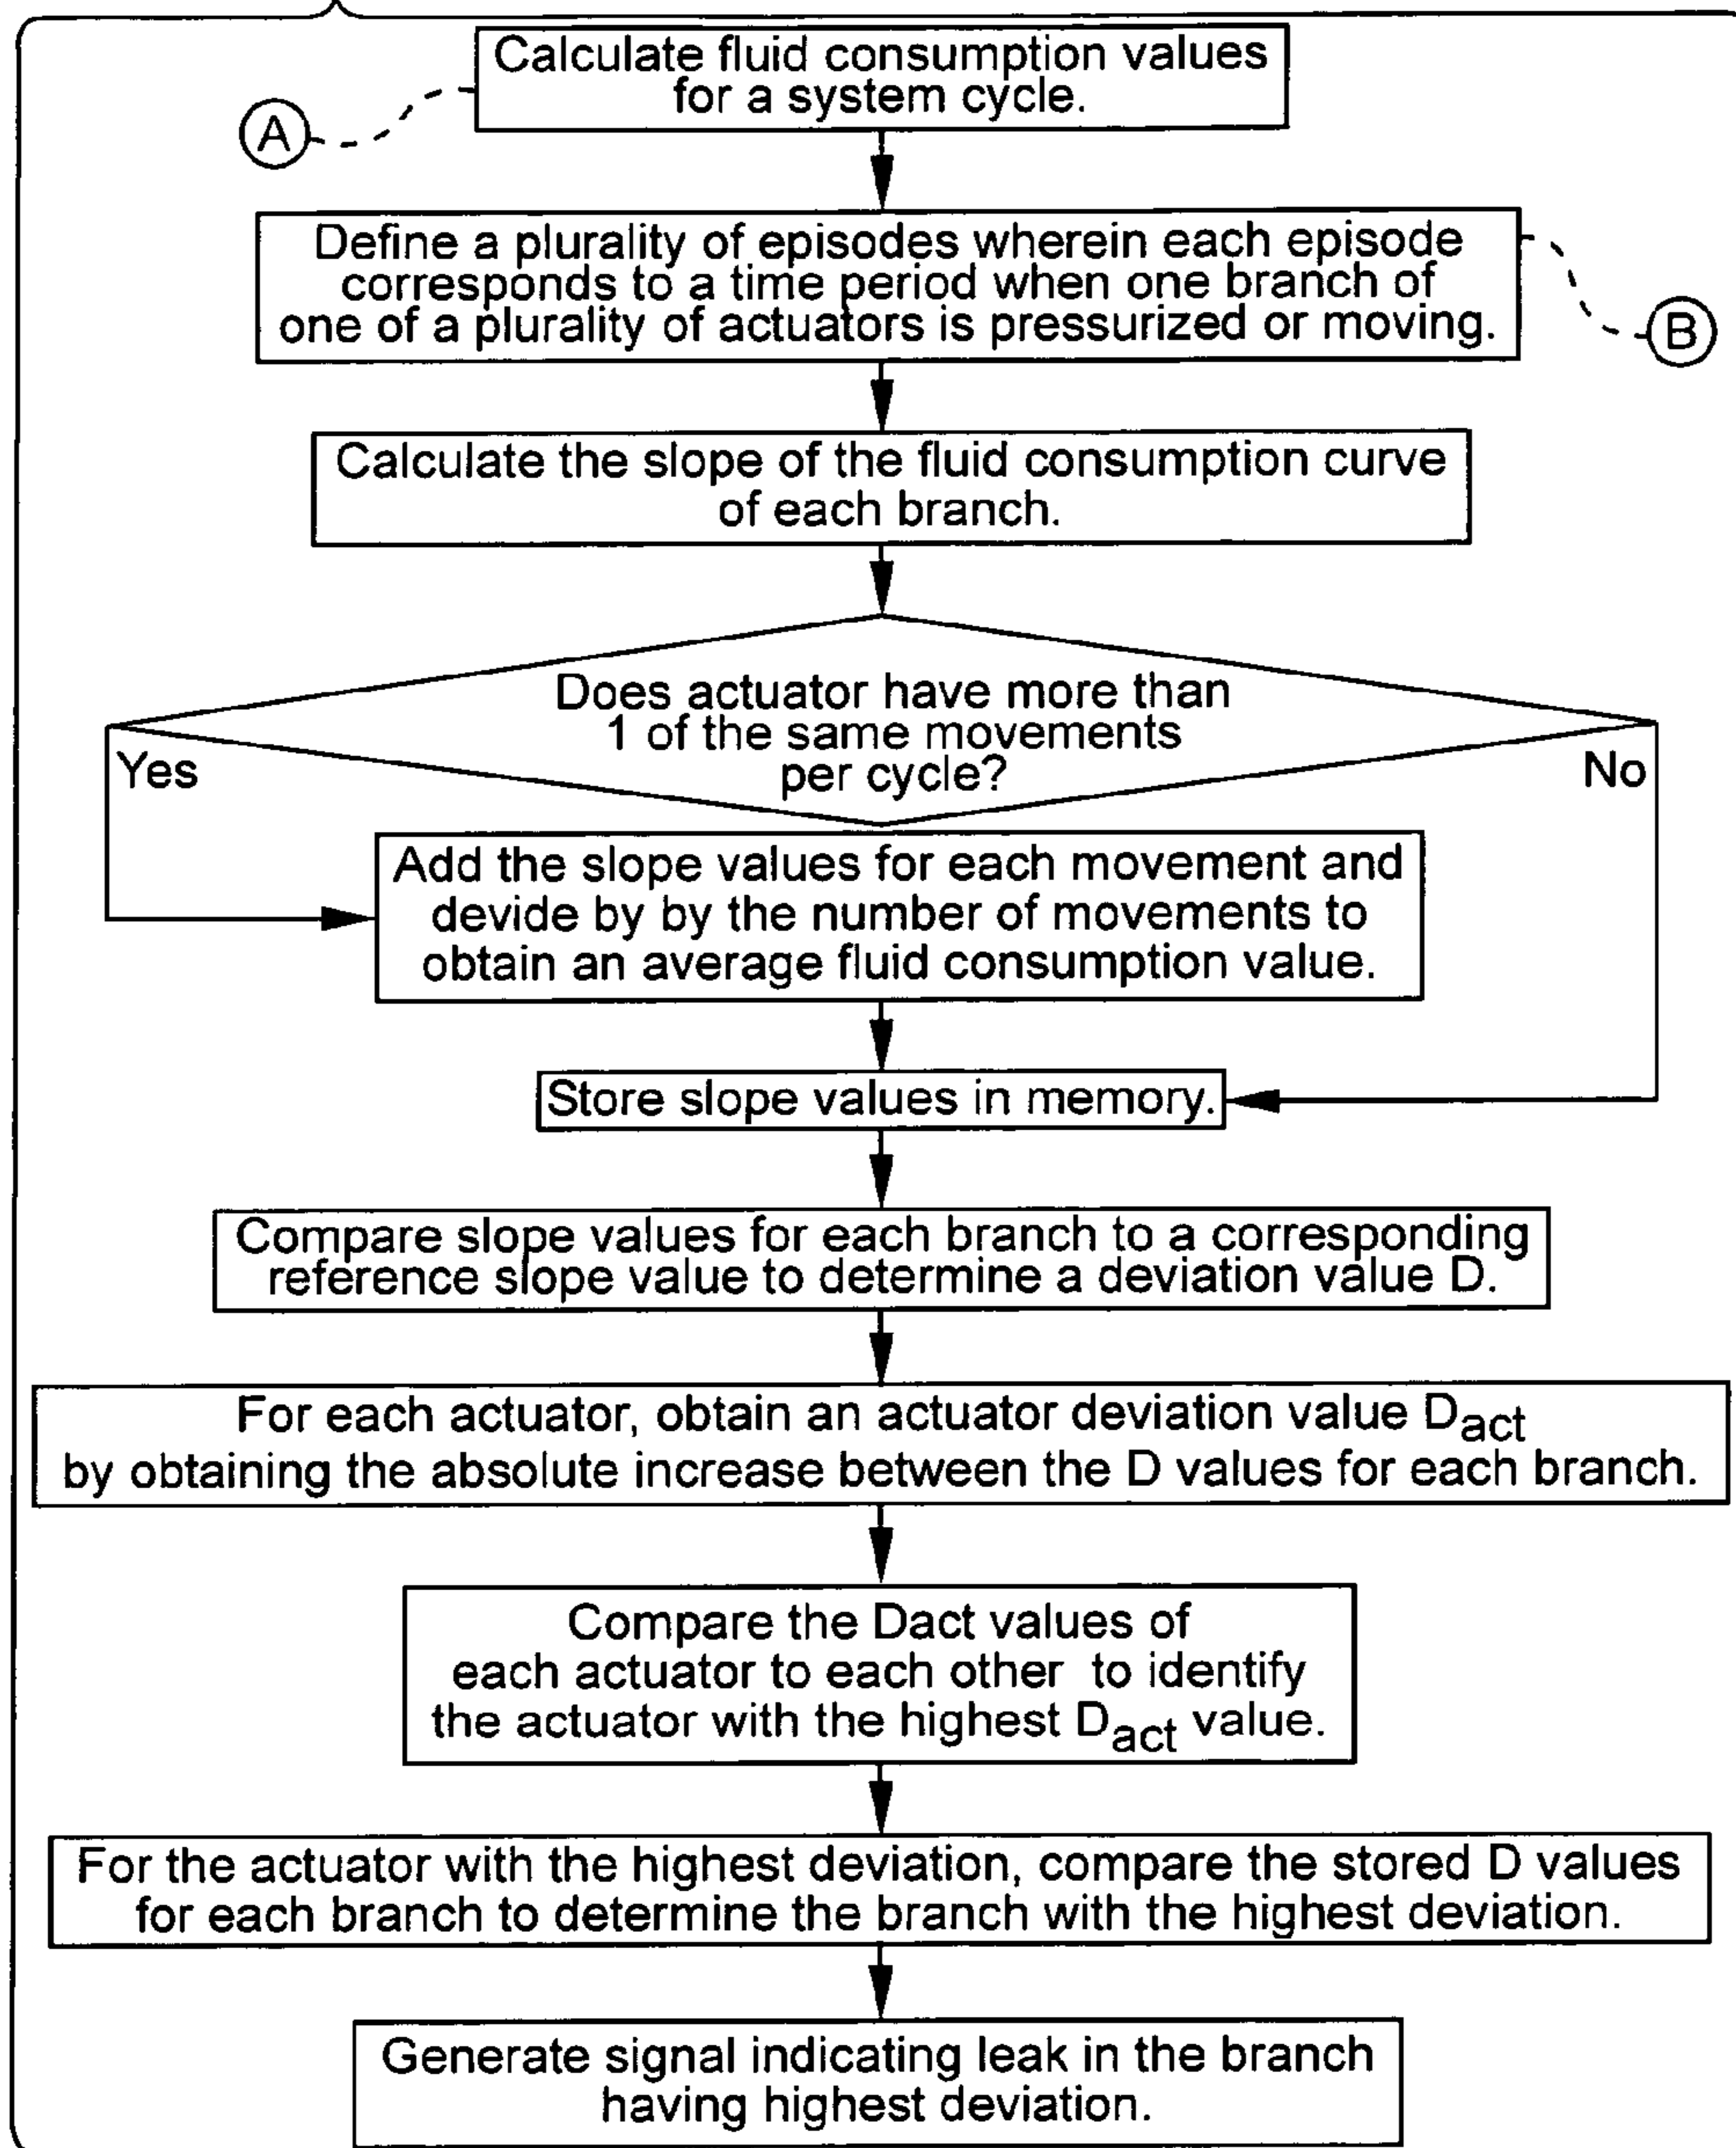 Calculate fluid consumption values
for a system cycle.
A
Define a plurality of episodes wherein each episode
corresponds to a time period when one branch of
one of a plurality of actuators is pressurized or moving.
B
Calculate the slope of the fluid consumption curve
of each branch.
Does actuator have more than
1 of the same movements
per cycle?
Yes
No
Add the slope values for each movement and
devide by by the number of movements to
obtain an average fluid consumption value.
Store slope values in memory.
Compare slope values for each branch to a corresponding
reference slope value to determine a deviation value D.
For each actuator, obtain an actuator deviation value Dact
by obtaining the absolute increase between the D values for each branch.
Compare the Dact values of
each actuator to each other to identify
the actuator with the highest Dact value.
For the actuator with the highest deviation, compare the stored D values
for each branch to determine the branch with the highest deviation.
Generate signal indicating leak in the branch
having highest deviation.